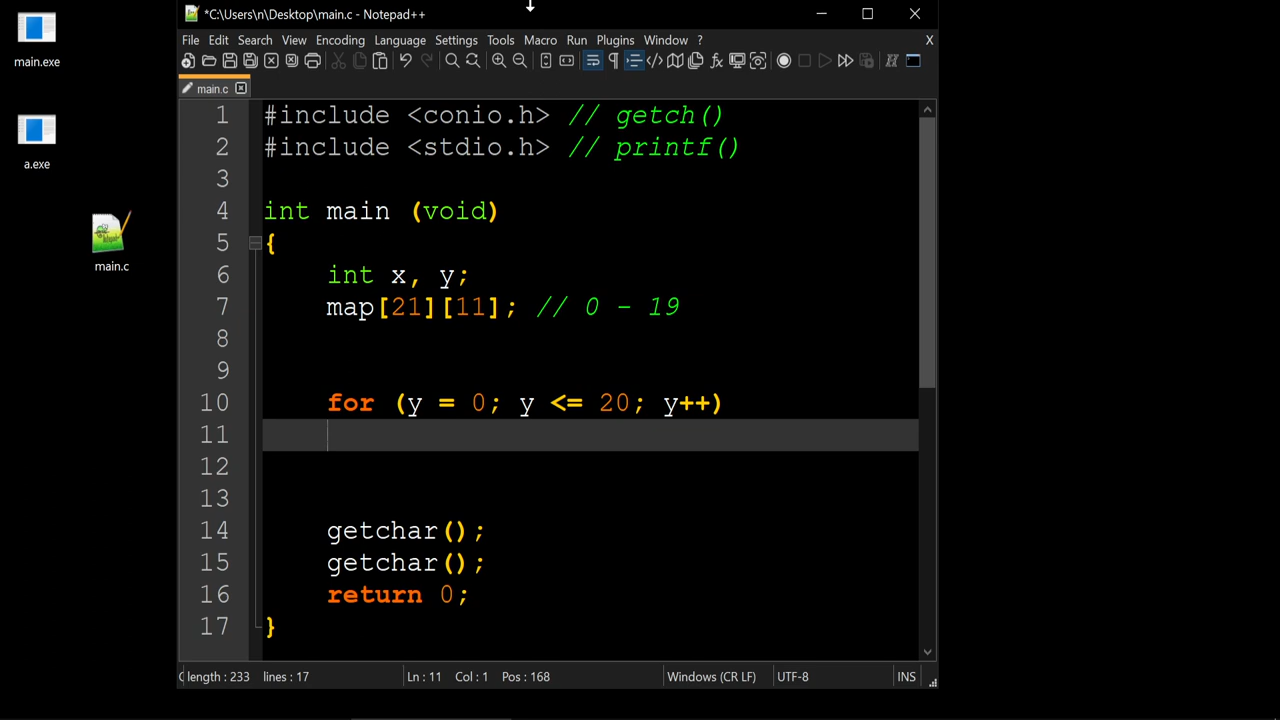 *C:\Users\n\Desktop\main.c - Notepad++
File Edit Search View Encoding Language Settings Tools Macro Run Plugins Window ? X
main.c
1 #include <conio.h> // getch()
2 #include <stdio.h> // printf()
3
4 int main (void)
5 {
6 int x, y;
7 map[21][11]; // 0 - 19
8
9
10 for (y = 0; y <= 20; y++)
11
12
13
14 getchar();
15 getchar();
16 return 0;
17 }
length : 233 lines : 17 Ln : 11 Col : 1 Pos : 168 Windows (CR LF) UTF-8 INS
main.exe
a.exe
main.c